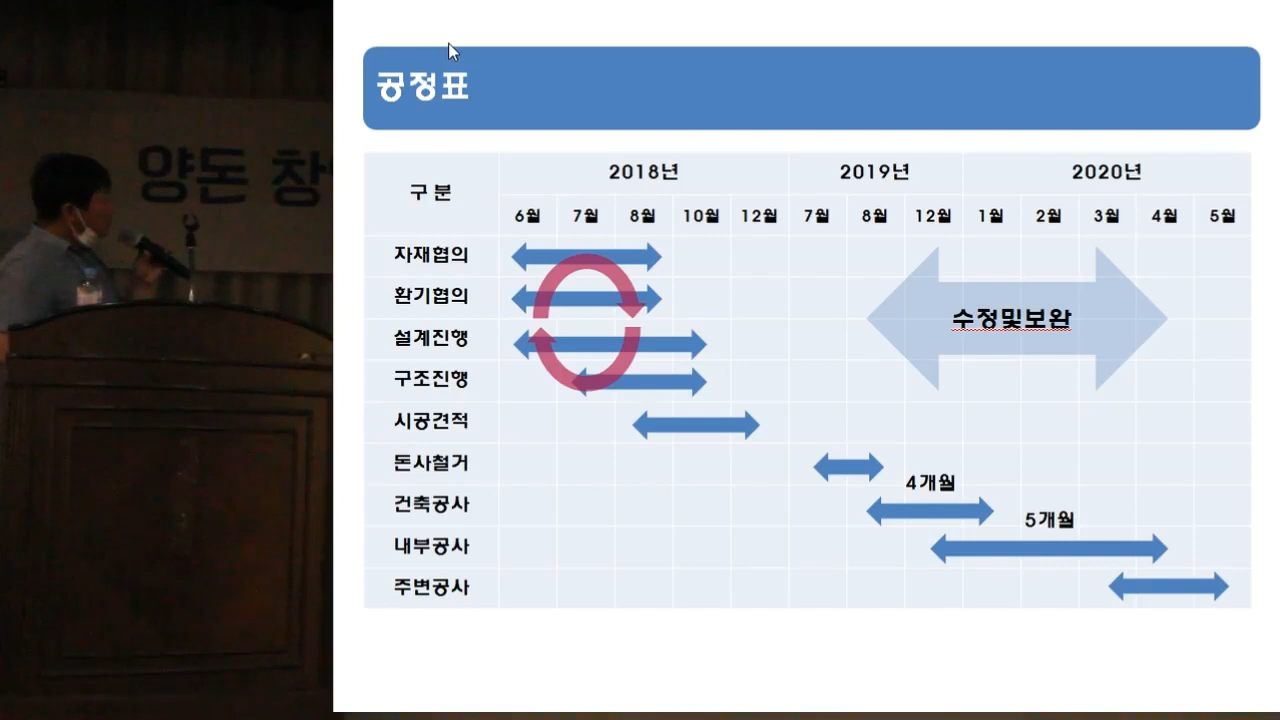 양돈 창
공정표
구 분 2018년 2019년 2020년
6월 7월 8월 10월 12월 7월 8월 12월 1월 2월 3월 4월 5월
자재협의
환기협의
설계진행
구조진행
시공견적
돈사철거
건축공사
내부공사
주변공사
수정및보완
4개월
5개월